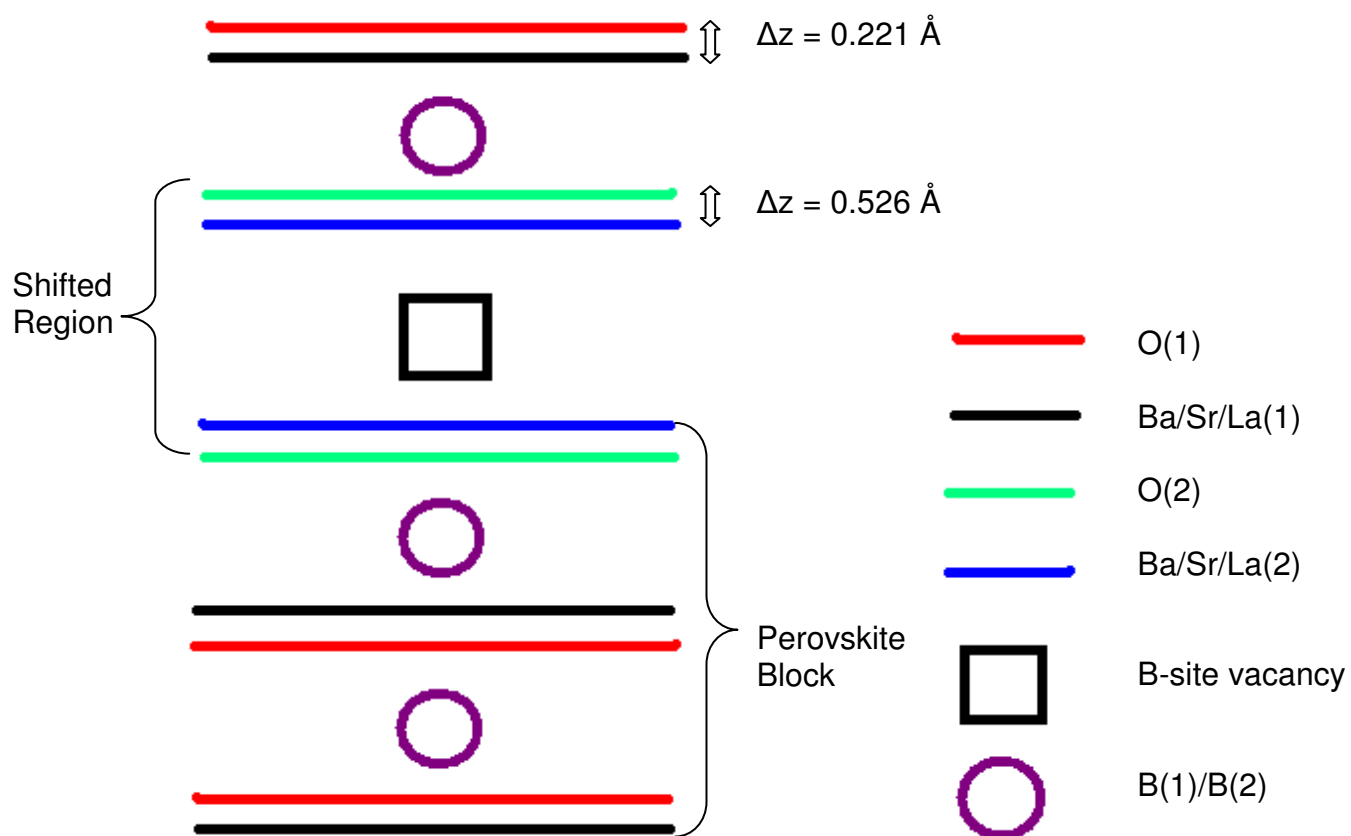 Δz = 0.221 Å
Δz = 0.526 Å
Shifted
Region
Perovskite
Block
O(1)
Ba/Sr/La(1)
O(2)
Ba/Sr/La(2)
B-site vacancy
B(1)/B(2)